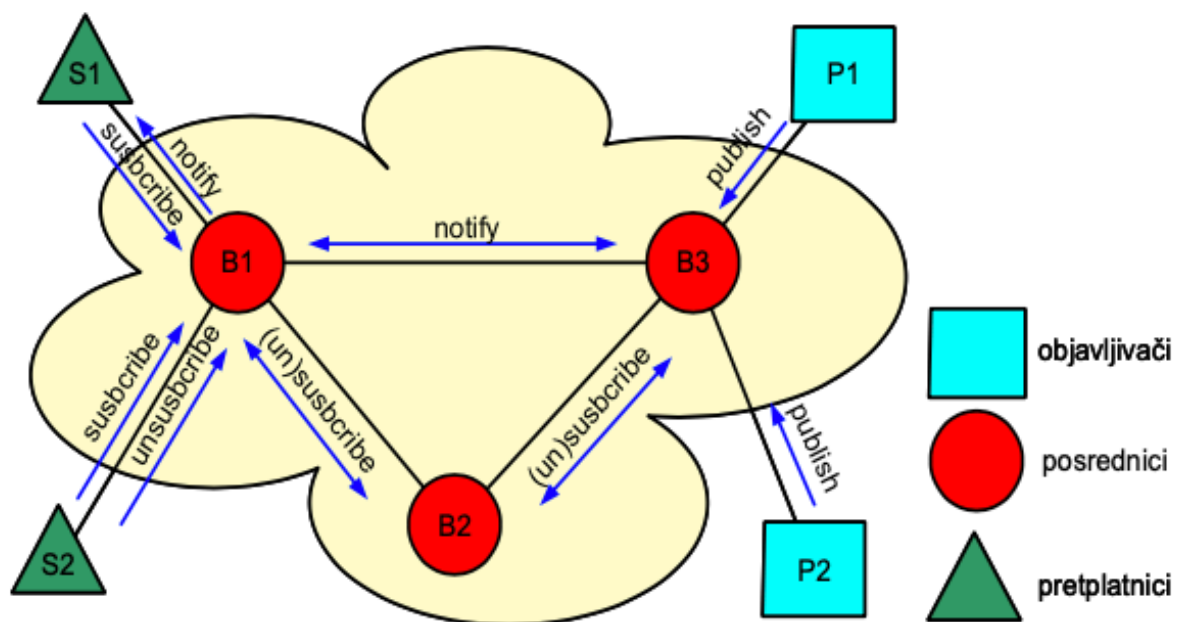 S1
P1
susbcribe
notify
publish
B1
notify
B3
susbcribe
unsusbcribe
(un)susbcribe
(un)susbcribe
publish
objavljivači
posrednici
B2
S2
P2
pretplatnici